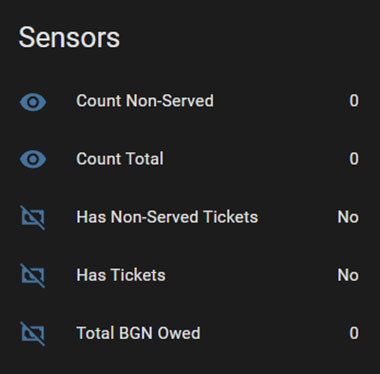 Sensors
Count Non-Served 0
Count Total 0
Has Non-Served Tickets No
Has Tickets No
Total BGN Owed 0